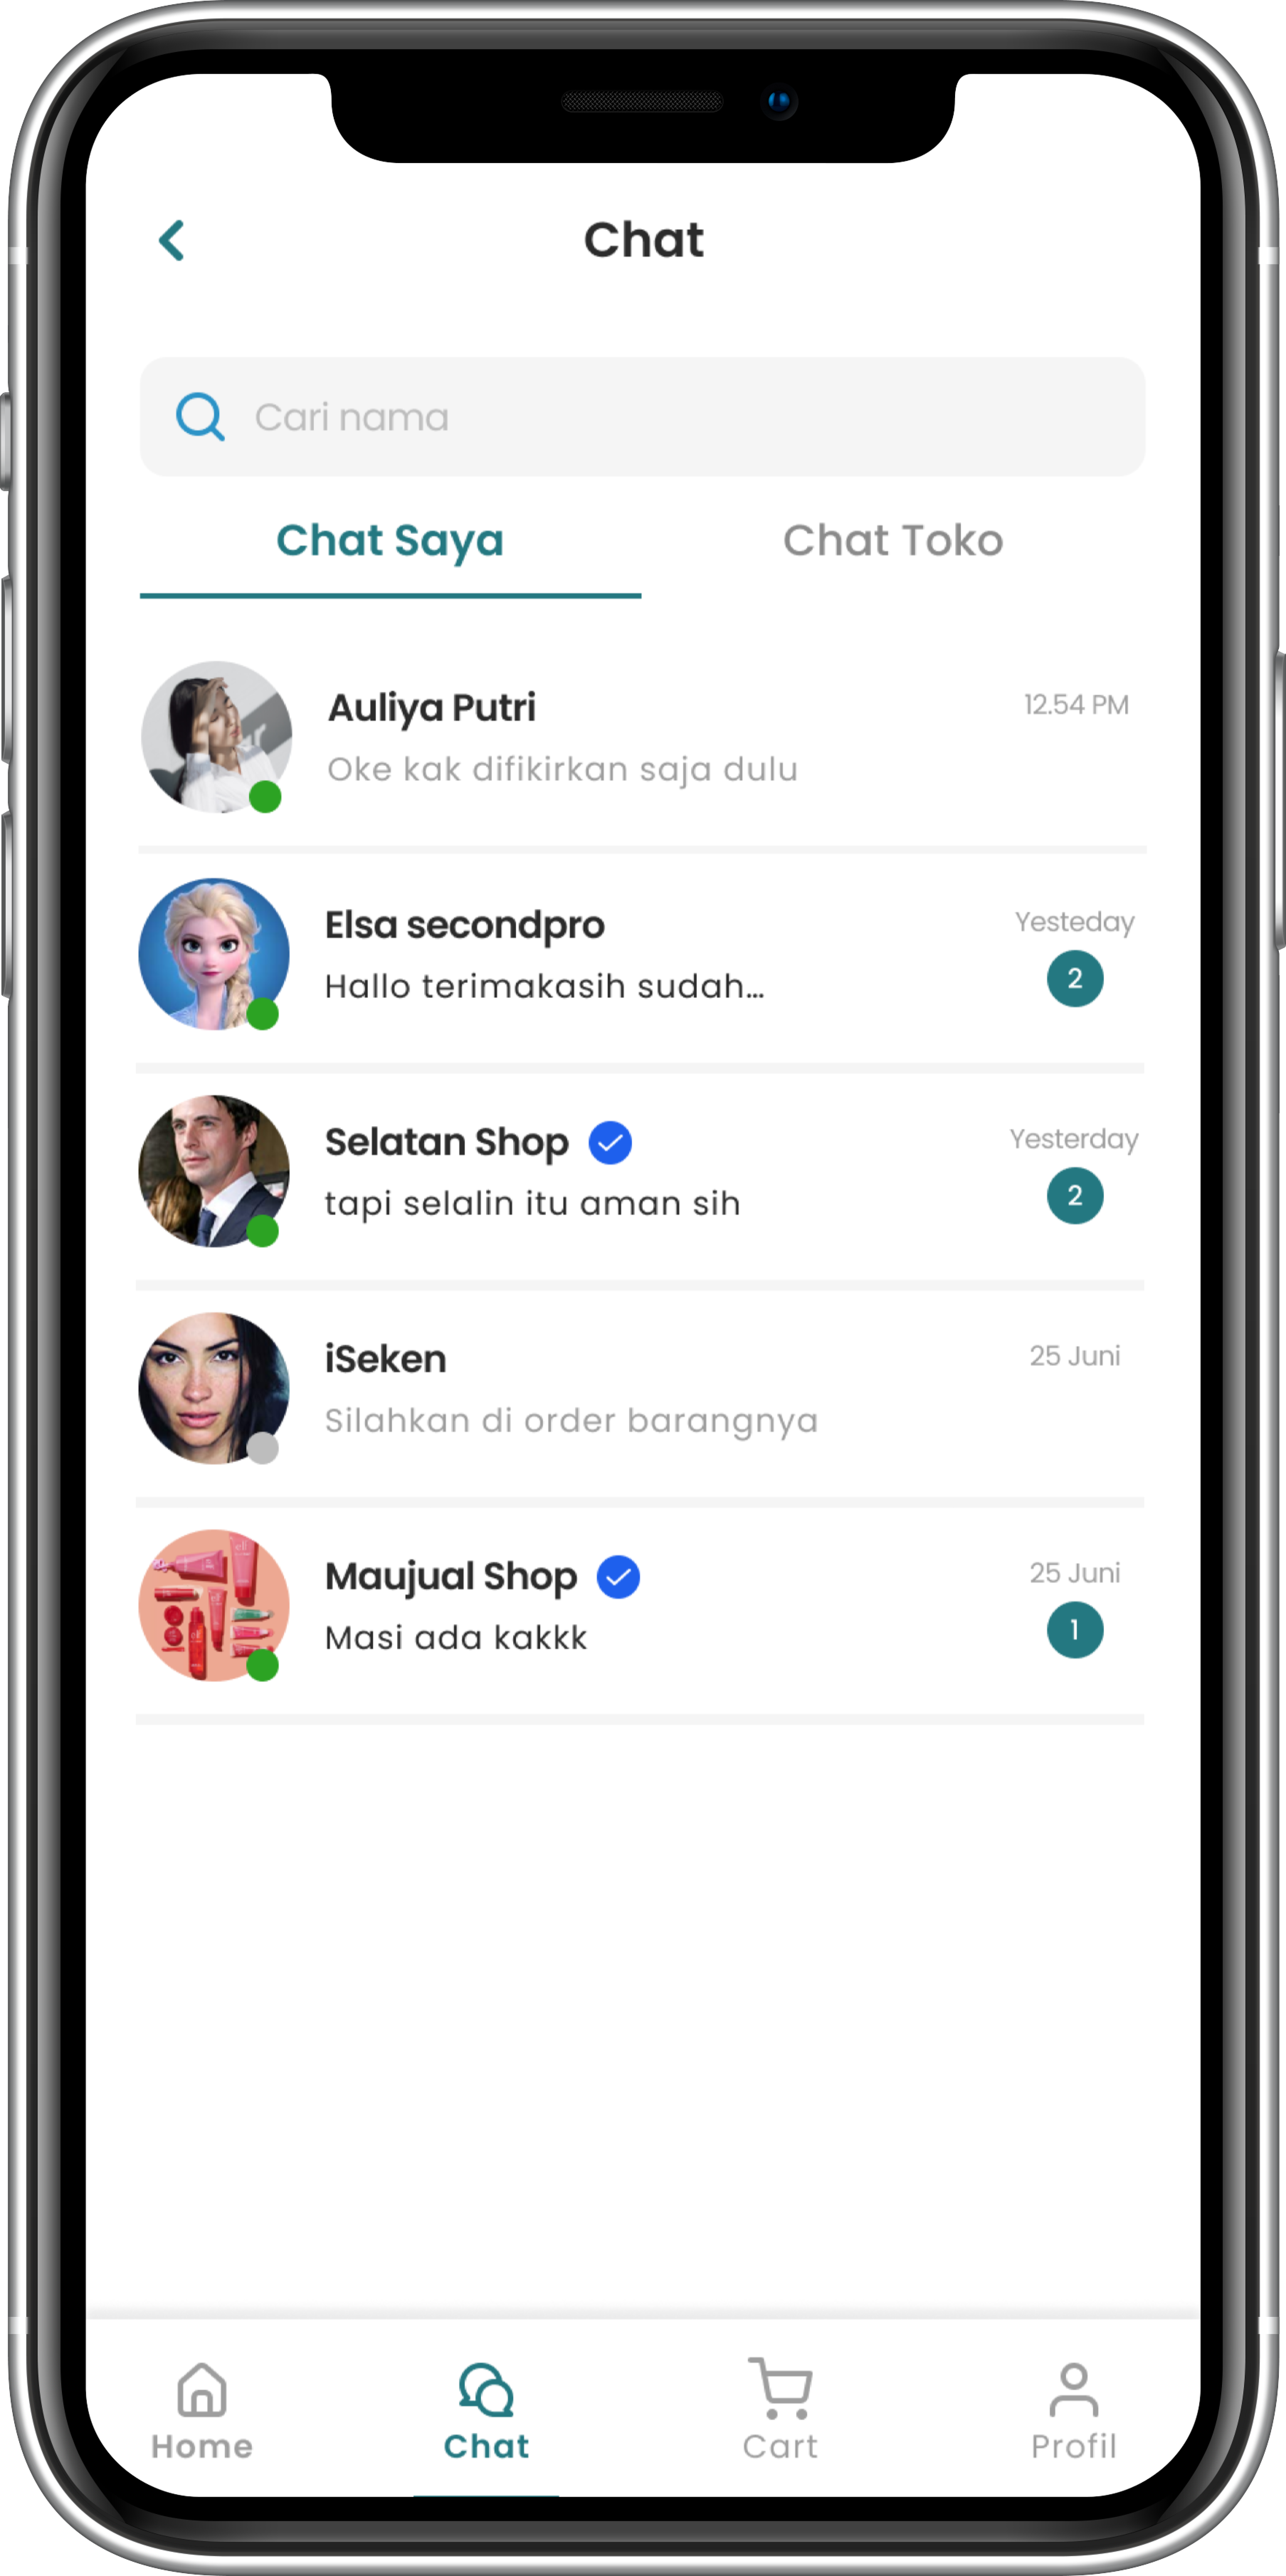 Chat
Cari nama
Chat Saya
Chat Toko
Auliya Putri
12.54 PM
Oke kak difikirkan saja dulu
Elsa secondpro
Yesteday
Hallo terimakasih sudah...
2
Selatan Shop
Yesterday
tapi selalin itu aman sih
2
iSeken
25 Juni
Silahkan di order barangnya
Maujual Shop
25 Juni
Masi ada kakkk
1
Home
Chat
Cart
Profil